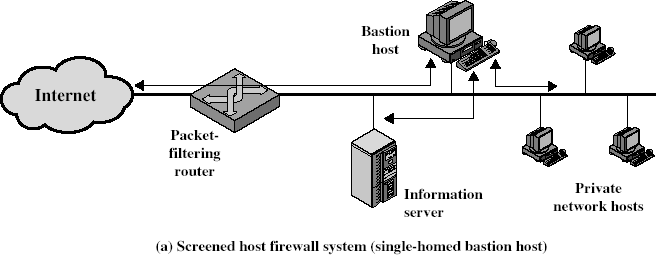 Bastion
host
Internet
Packet-
filtering
router
Information
server
Private
network hosts
(a) Screened host firewall system (single-homed bastion host)